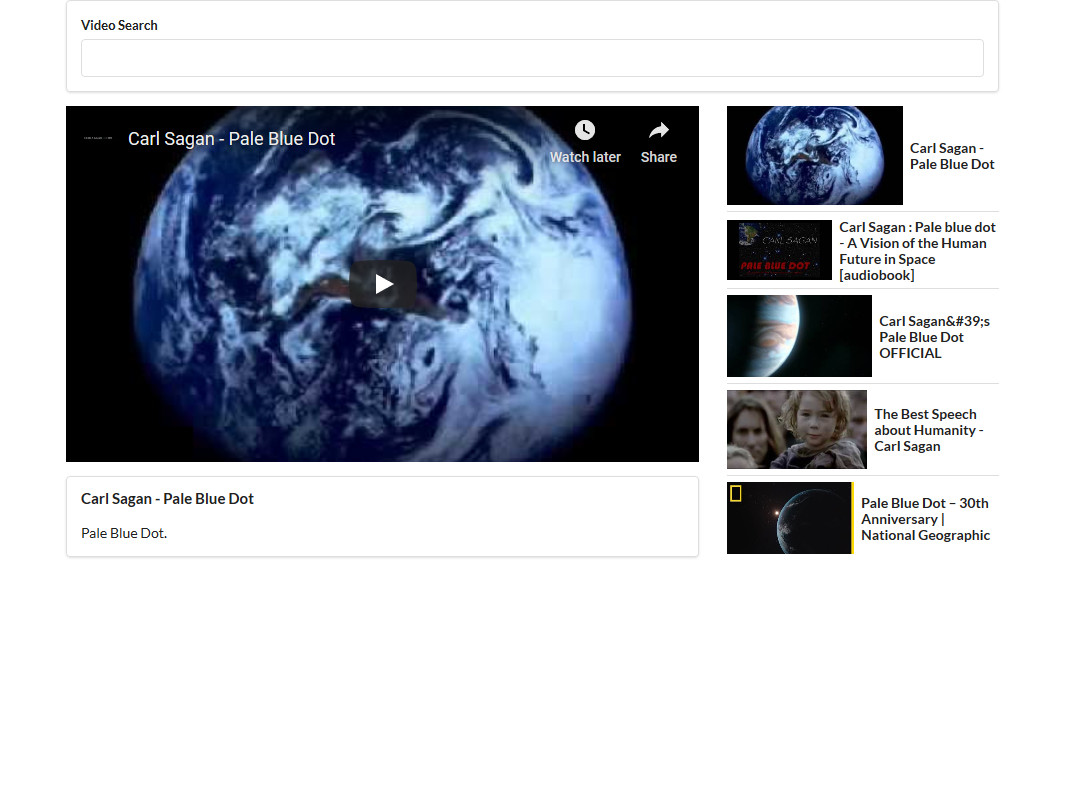 Video Search
Carl Sagan - Pale Blue Dot
Watch later
Share
Carl Sagan - Pale Blue Dot
Pale Blue Dot.
Carl Sagan -
Pale Blue Dot
CARL SAGAN
PALE BLUE DOT
Carl Sagan : Pale blue dot
- A Vision of the Human
Future in Space
[audiobook]
Carl Sagan&#39;s
Pale Blue Dot
OFFICIAL
The Best Speech
about Humanity -
Carl Sagan
Pale Blue Dot – 30th
Anniversary |
National Geographic